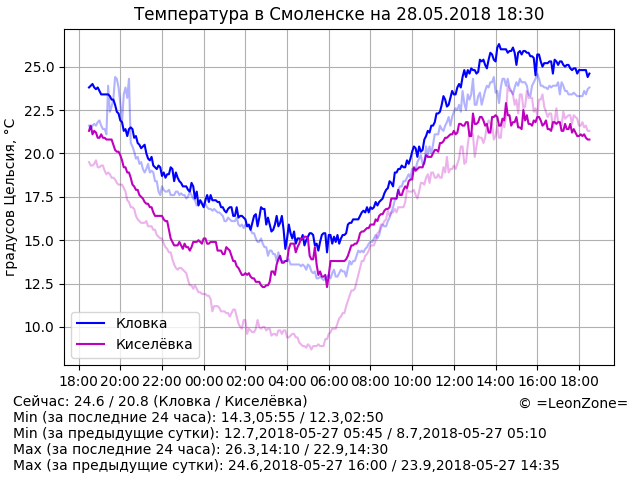 Температура в Смоленске на 28.05.2018 18:30
градусов Цельсия, °C
25.0
22.5
20.0
17.5
15.0
12.5
10.0
Кловка
Киселёвка
18:00 20:00 22:00 00:00 02:00 04:00 06:00 08:00 10:00 12:00 14:00 16:00 18:00
Сейчас: 24.6 / 20.8 (Кловка / Киселёвка)
© =LeonZone=
Min (за последние 24 часа): 14.3,05:55 / 12.3,02:50
Min (за предыдущие сутки): 12.7,2018-05-27 05:45 / 8.7,2018-05-27 05:10
Max (за последние 24 часа): 26.3,14:10 / 22.9,14:30
Max (за предыдущие сутки): 24.6,2018-05-27 16:00 / 23.9,2018-05-27 14:35